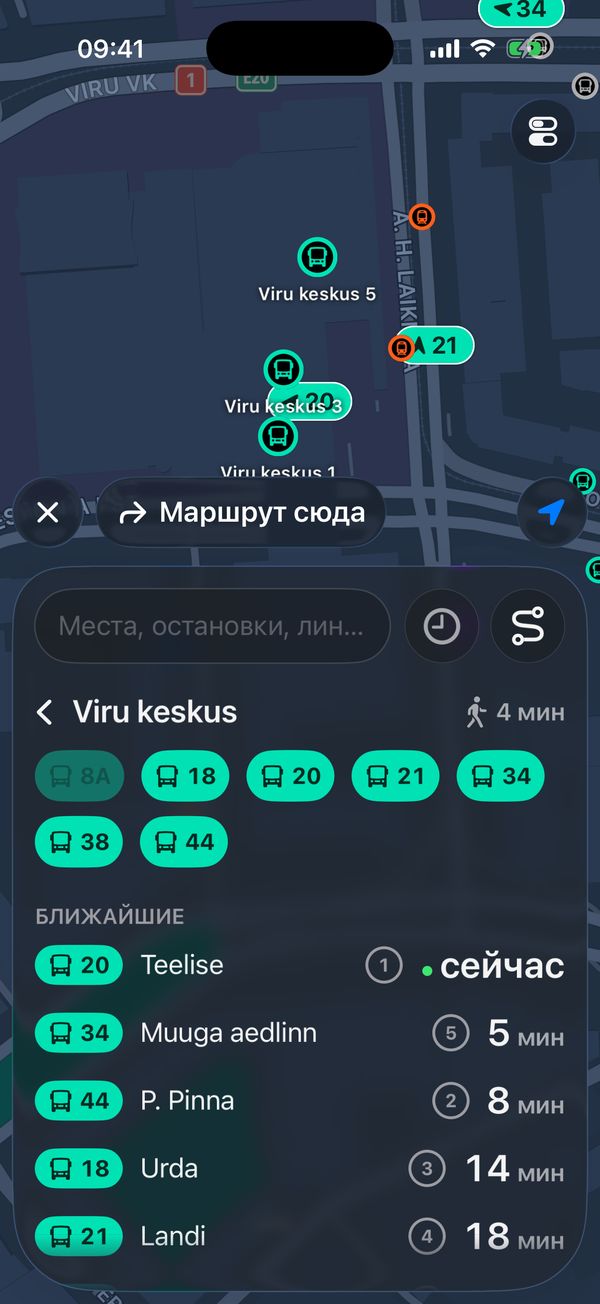 34
09:41
VIRU VK
1
E20
A. H. LAIK
Viru keskus 5
21
20
Viru keskus 3
Viru keskus 1
Маршрут сюда
Места, остановки, лин...
Viru keskus
4 мин
8A
18
20
21
34
38
44
БЛИЖАЙШИЕ
20 Teelise 1 сейчас
34 Muuga aedlinn 5 5 мин
44 P. Pinna 2 8 мин
18 Urda 3 14 мин
21 Landi 4 18 мин